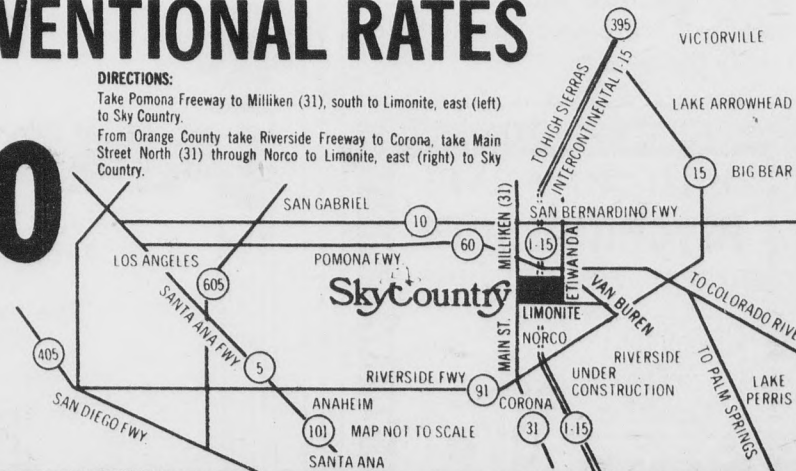 VENTIONAL RATES
DIRECTIONS:
Take Pomona Freeway to Milliken (31), south to Limonite, east (left)
to Sky Country.
From Orange County take Riverside Freeway to Corona, take Main
Street North (31) through Norco to Limonite, east (right) to Sky
Country.
0
395
VICTORVILLE
TO HIGH SIERRAS
INTERCONTINENTAL I-15
LAKE ARROWHEAD
15
BIG BEAR
SAN GABRIEL
10
MILLIKEN (31)
SAN BERNARDINO FWY.
60
I-15
ETIWANDA
LOS ANGELES
POMONA FWY.
605
SkyCountry
VAN BUREN
TO COLORADO RIVE
SANTA ANA FWY.
LIMONITE
MAIN ST.
NORCO
405
5
RIVERSIDE FWY
91
RIVERSIDE
UNDER
CONSTRUCTION
TO PALM SPRINGS
LAKE
PERRIS
SAN DIEGO FWY.
ANAHEIM
CORONA
101
MAP NOT TO SCALE
31
I-15
SANTA ANA